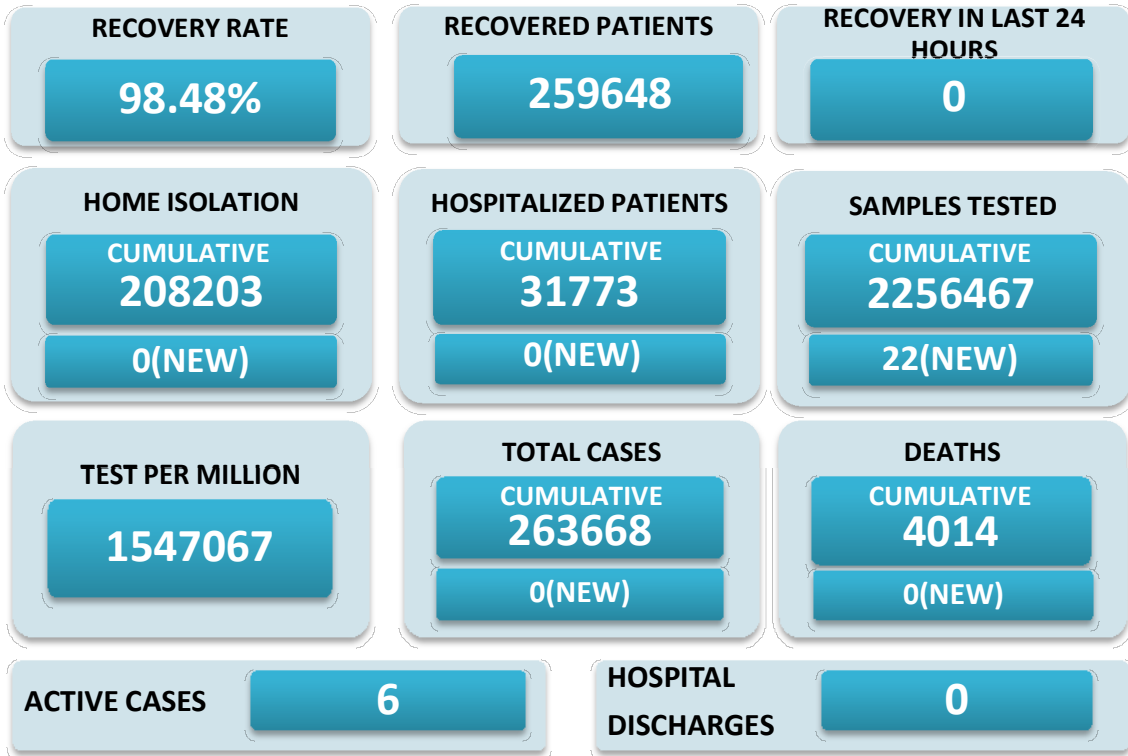 RECOVERY RATE
98.48%
RECOVERED PATIENTS
259648
RECOVERY IN LAST 24
HOURS
0
HOME ISOLATION
CUMULATIVE
208203
0(NEW)
HOSPITALIZED PATIENTS
CUMULATIVE
31773
0(NEW)
SAMPLES TESTED
CUMULATIVE
2256467
22(NEW)
TEST PER MILLION
1547067
TOTAL CASES
CUMULATIVE
263668
0(NEW)
DEATHS
CUMULATIVE
4014
0(NEW)
ACTIVE CASES
6
HOSPITAL
DISCHARGES
0